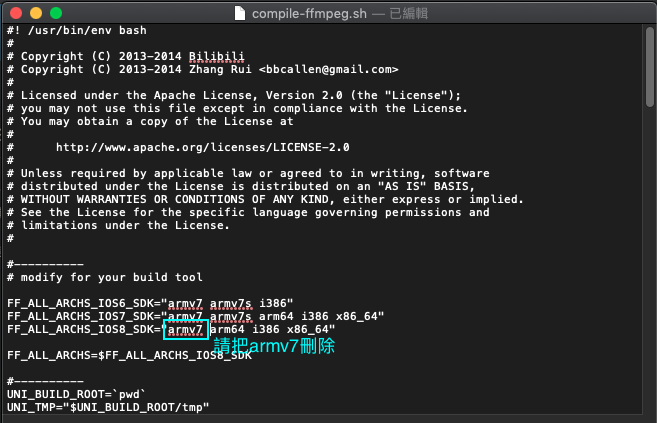 compile-ffmpeg.sh — 已編輯
#! /usr/bin/env bash
#
# Copyright (C) 2013-2014 Bilibili
# Copyright (C) 2013-2014 Zhang Rui <bbcallen@gmail.com>
#
# Licensed under the Apache License, Version 2.0 (the "License");
# you may not use this file except in compliance with the License.
# You may obtain a copy of the License at
#
#      http://www.apache.org/licenses/LICENSE-2.0
#
# Unless required by applicable law or agreed to in writing, software
# distributed under the License is distributed on an "AS IS" BASIS,
# WITHOUT WARRANTIES OR CONDITIONS OF ANY KIND, either express or implied.
# See the License for the specific language governing permissions and
# limitations under the License.
#
#----------
# modify for your build tool
FF_ALL_ARCHS_IOS6_SDK="armv7 armv7s i386"
FF_ALL_ARCHS_IOS7_SDK="armv7 armv7s arm64 i386 x86_64"
FF_ALL_ARCHS_IOS8_SDK="armv7 arm64 i386 x86_64"
請把armv7刪除
FF_ALL_ARCHS=$FF_ALL_ARCHS_IOS8_SDK
#----------
UNI_BUILD_ROOT=`pwd`
UNI_TMP="$UNI_BUILD_ROOT/tmp"